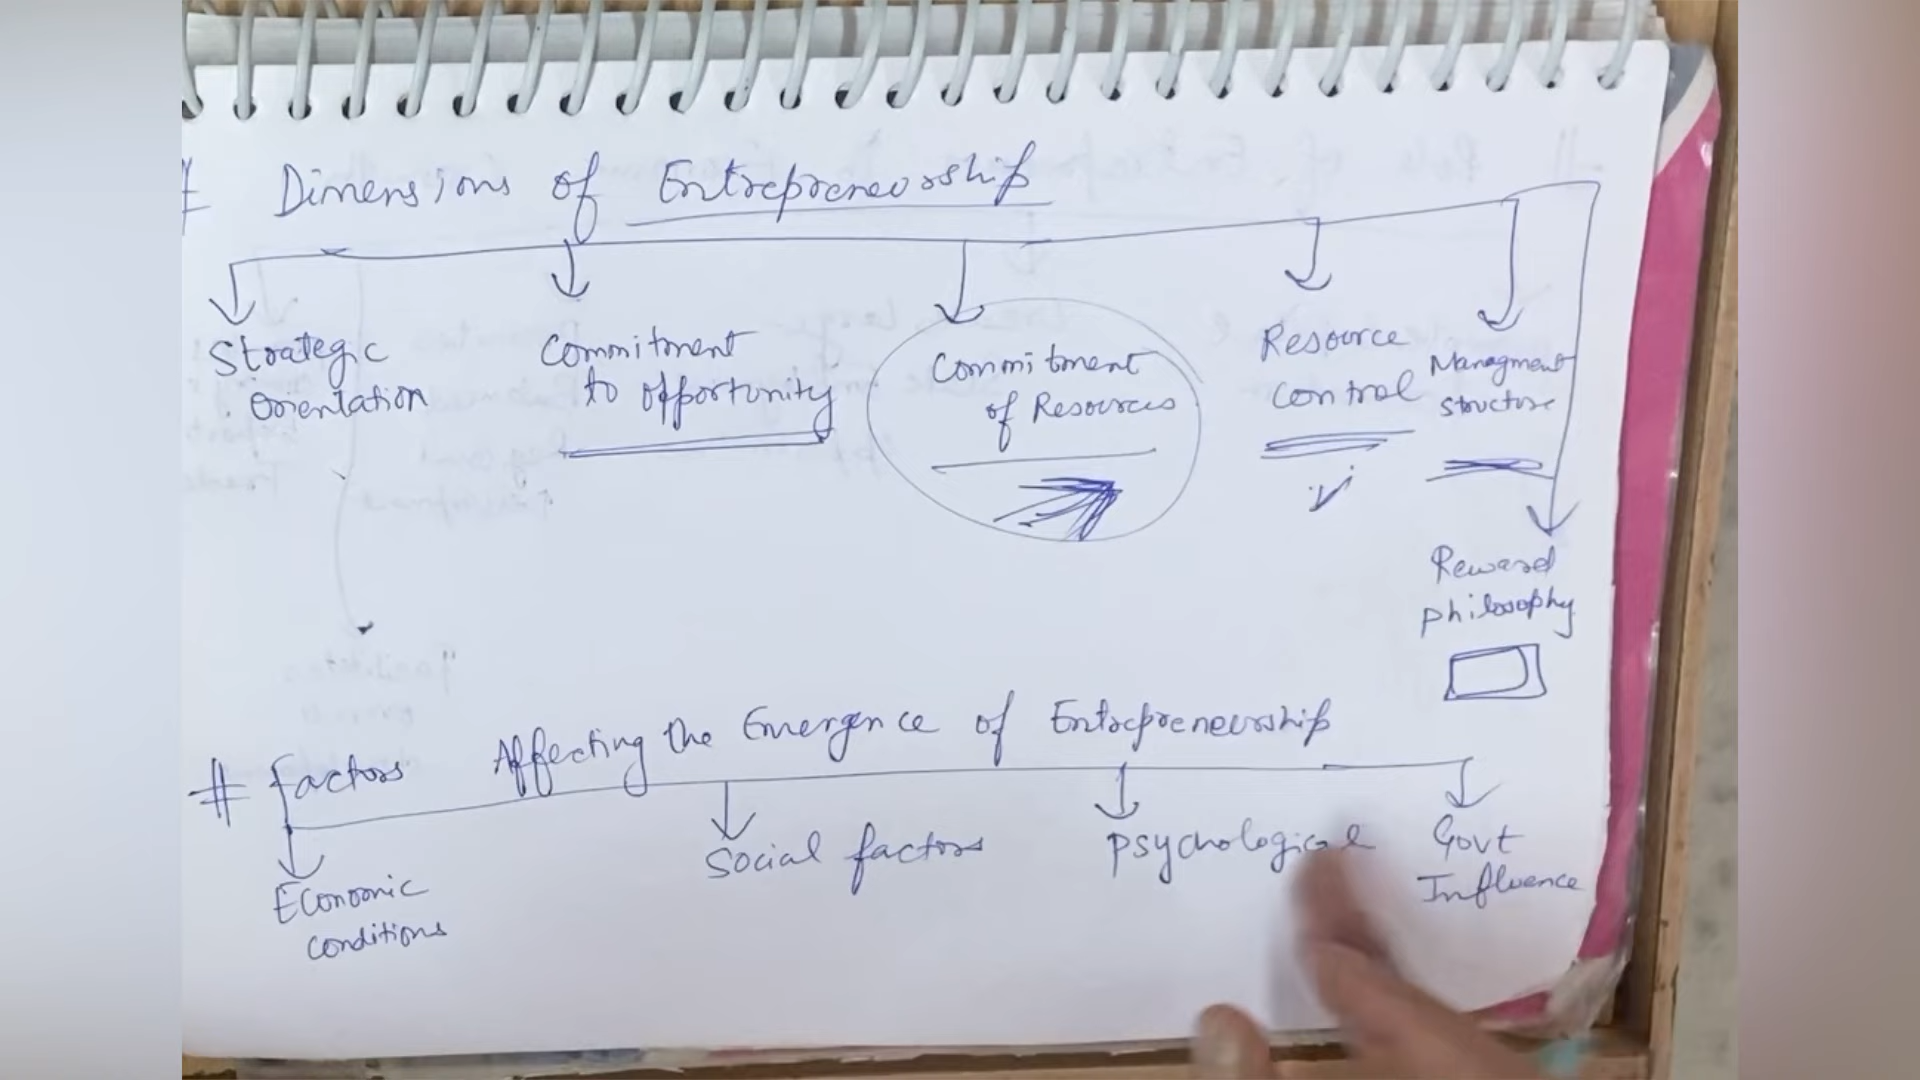 # Dimensions of Entrepreneurship
Strategic
Orientation
Commitment
to opportunity
Commitment
of Resources
Resource
control
Managment
structure
Reward
philosophy
# Factors Affecting the Emergence of Entrepreneurship
Economic
conditions
Social factors
Psychological
Govt
Influence